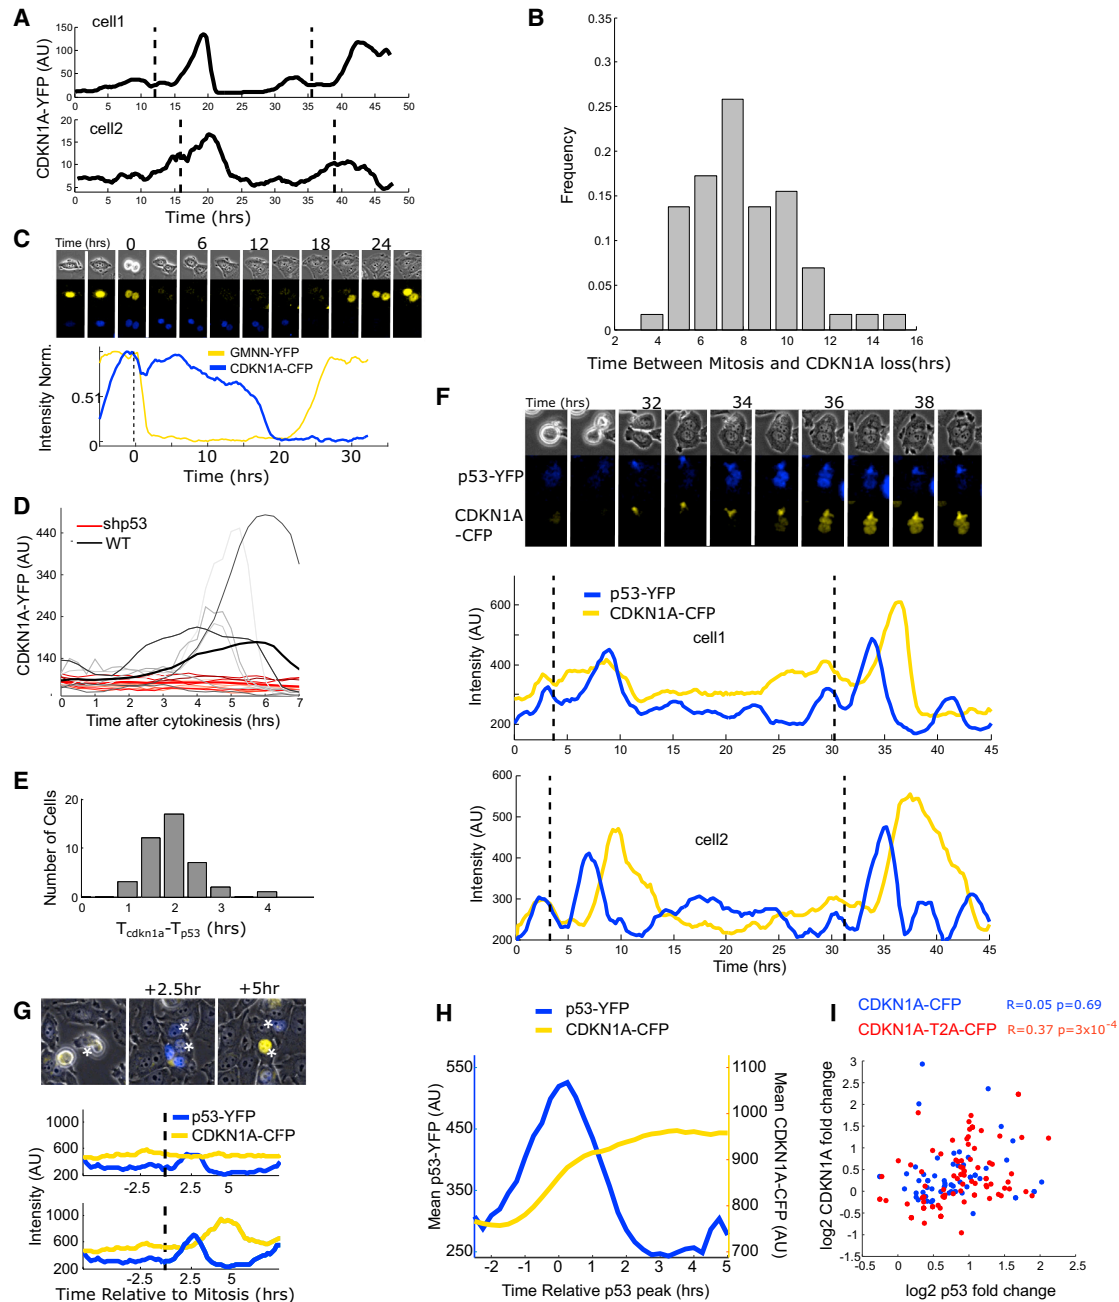 A
cell1
150
100
50
0
0 5 10 15 20 25 30 35 40 45 50
cell2
20
15
10
5
0 5 10 15 20 25 30 35 40 45 50
CDKN1A-YFP (AU)
Time (hrs)
B
0.35
0.3
0.25
0.2
0.15
0.1
0.05
0
Frequency
2 4 6 8 10 12 14 16
Time Between Mitosis and CDKN1A loss(hrs)
C
Time (hrs) 0 6 12 18 24
GMNN-YFP
CDKN1A-CFP
Intensity Norm.
0.5
0
0 10 20 30
Time (hrs)
D
shp53
WT
CDKN1A-YFP (AU)
440
340
240
140
0 1 2 3 4 5 6 7
Time after cytokinesis (hrs)
E
Number of Cells
20
10
0
0 1 2 3 4
Tcdkn1a-Tp53 (hrs)
F
Time (hrs) 32 34 36 38
p53-YFP
CDKN1A
-CFP
p53-YFP
CDKN1A-CFP
cell1
Intensity (AU)
600
400
200
0 5 10 15 20 25 30 35 40 45
cell2
Intensity (AU)
600
500
400
300
200
0 5 10 15 20 25 30 35 40 45
Time (hrs)
G
+2.5hr +5hr
* * * * *
p53-YFP
CDKN1A-CFP
1000
600
200
-2.5 2.5 5
1000
600
200
-2.5 2.5 5
Intensity (AU)
Time Relative to Mitosis (hrs)
H
p53-YFP
CDKN1A-CFP
Mean p53-YFP (AU)
550
450
350
250
Mean CDKN1A-CFP (AU)
1100
1000
900
800
700
-2 -1 0 1 2 3 4 5
Time Relative p53 peak (hrs)
I
CDKN1A-CFP R=0.05 p=0.69
CDKN1A-T2A-CFP R=0.37 p=3x10⁻⁴
log2 CDKN1A fold change
3
2.5
2
1.5
1
0.5
0
-0.5
-1
-1.5
-0.5 0 0.5 1 1.5 2 2.5
log2 p53 fold change